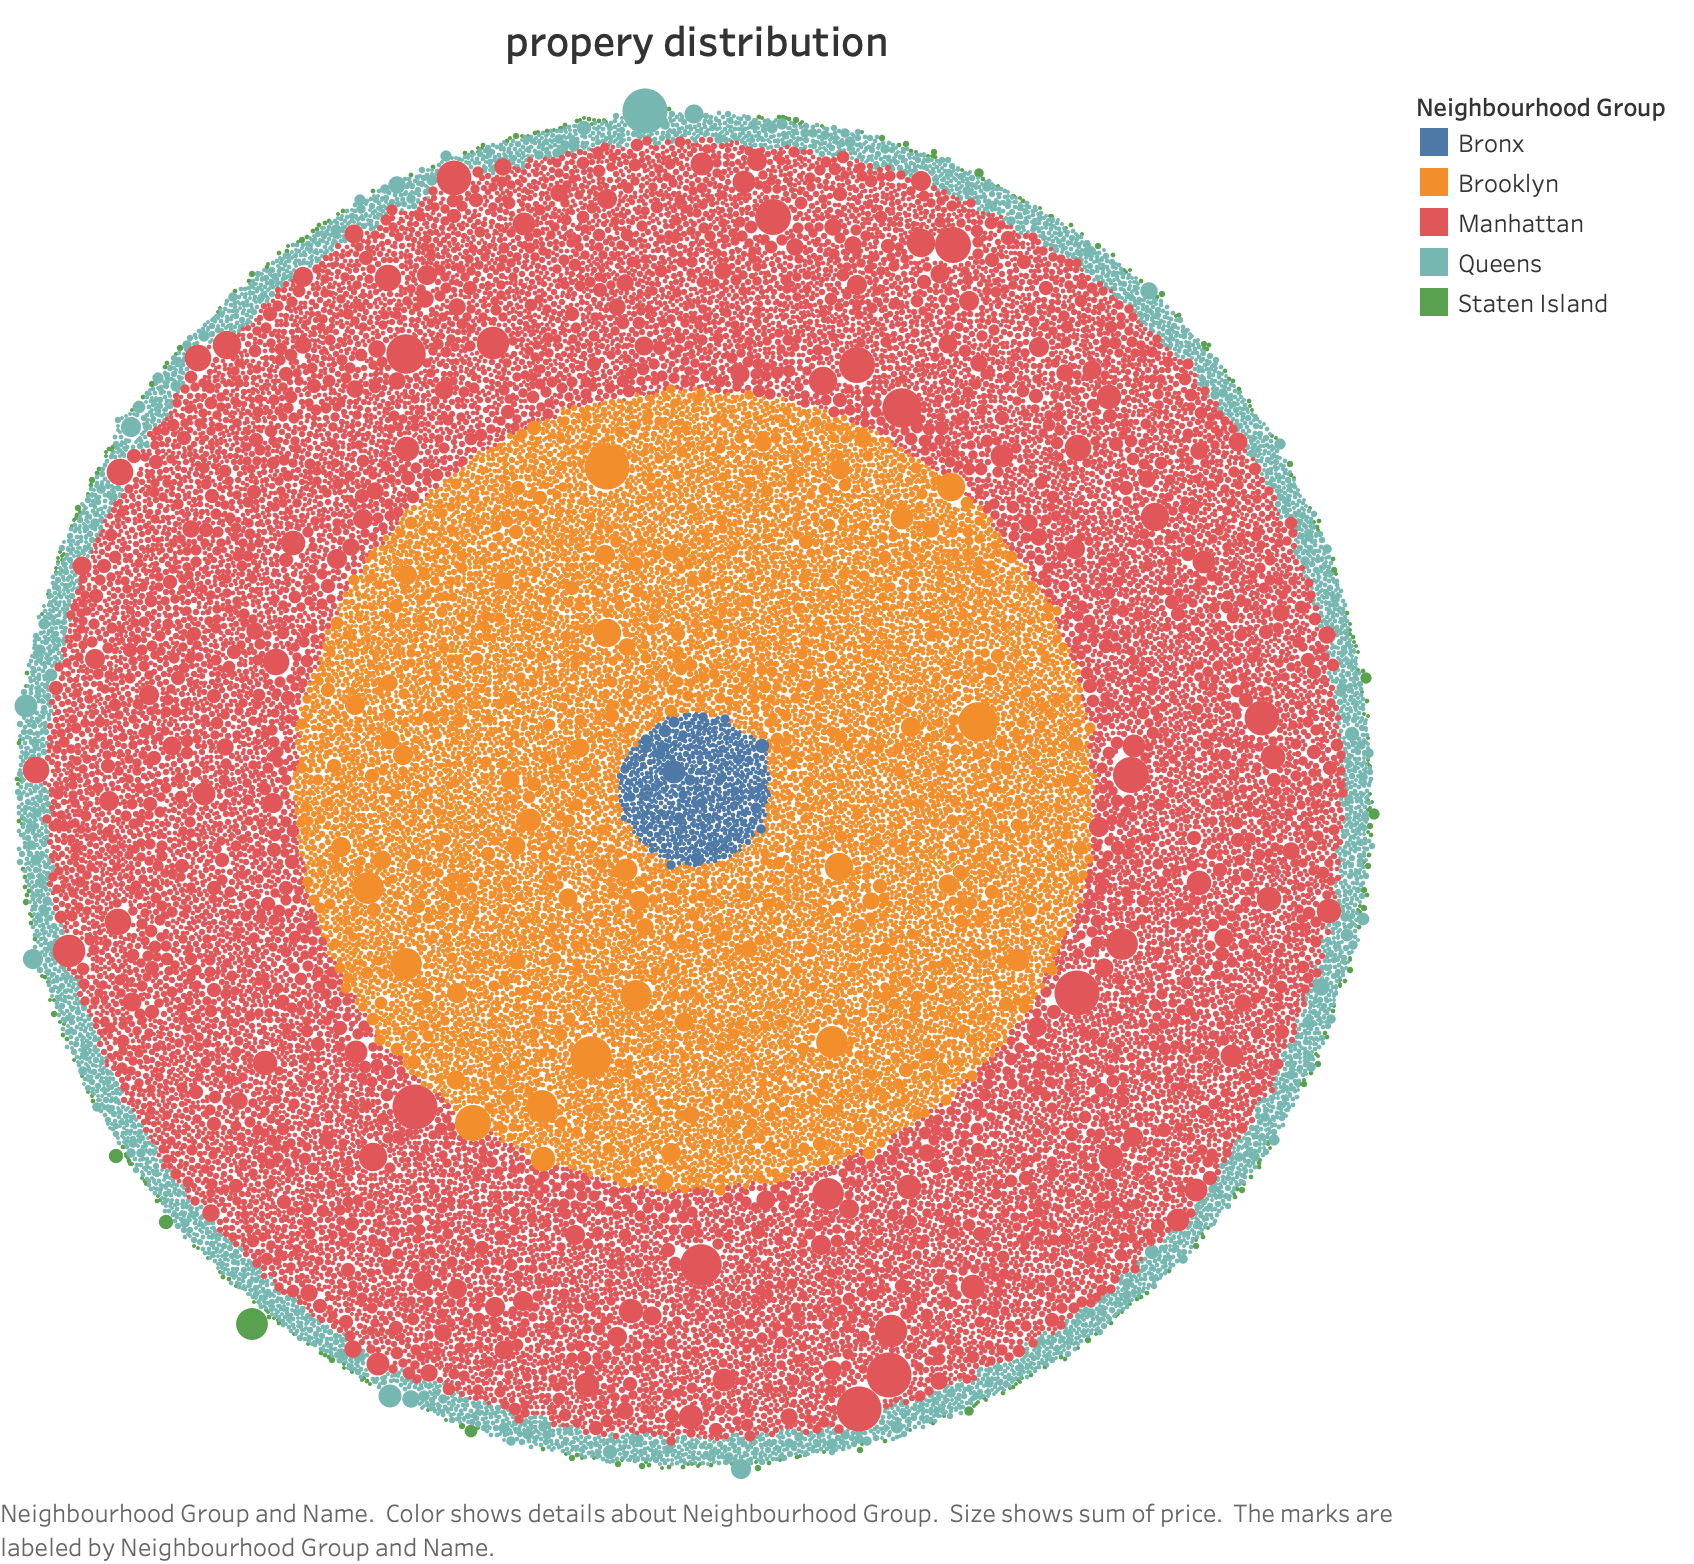 propery distribution
Neighbourhood Group
Bronx
Brooklyn
Manhattan
Queens
Staten Island
Neighbourhood Group and Name.  Color shows details about Neighbourhood Group.  Size shows sum of price.  The marks are
labeled by Neighbourhood Group and Name.